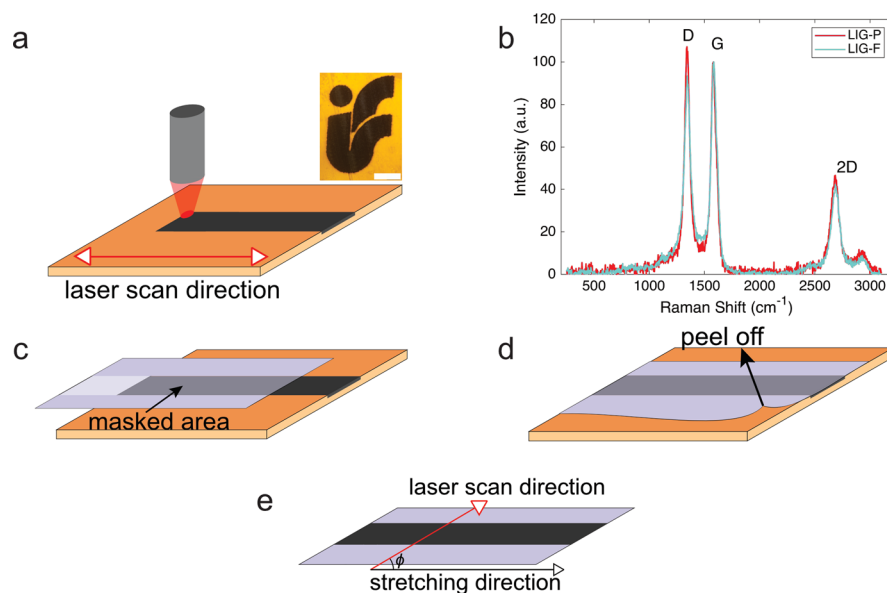 a
laser scan direction
b
D
G
2D
LIG-P
LIG-F
120
100
80
60
40
20
0
Intensity (a.u.)
500
1000
1500
2000
2500
3000
Raman Shift (cm⁻¹)
c
masked area
d
peel off
e
laser scan direction
ϕ
stretching direction